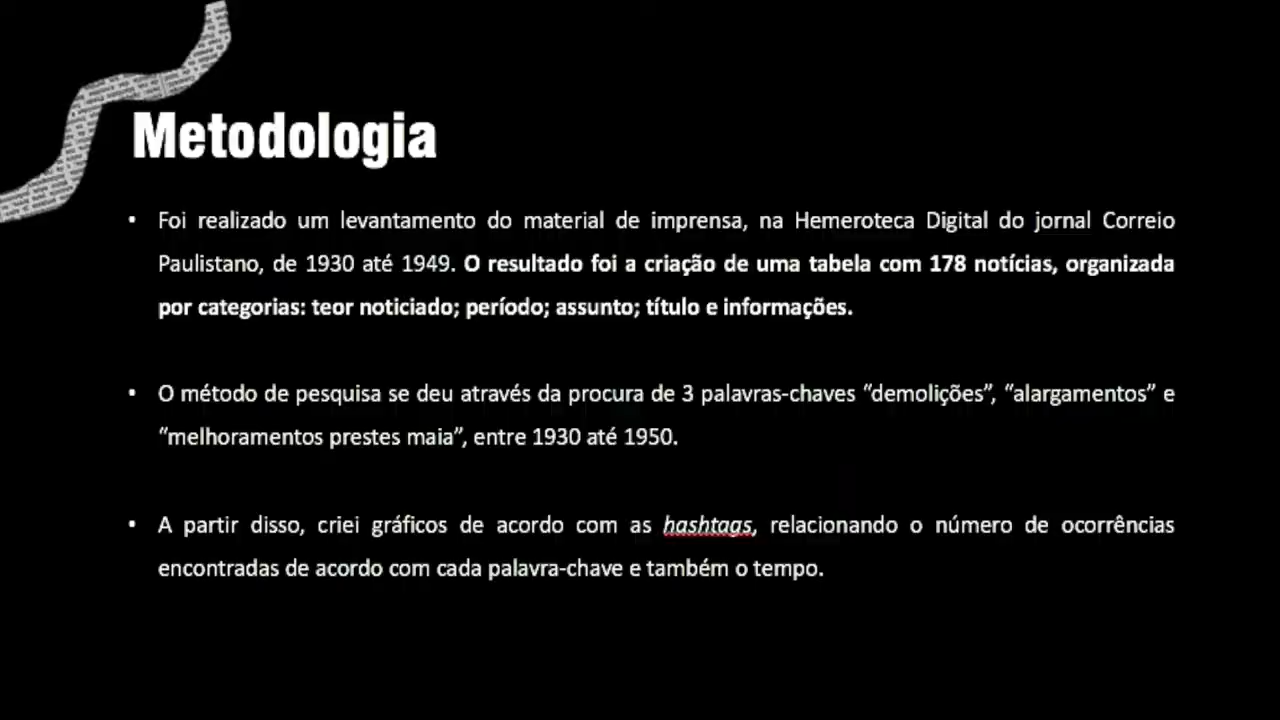 Metodologia
• Foi realizado um levantamento do material de imprensa, na Hemeroteca Digital do jornal Correio
Paulistano, de 1930 até 1949. O resultado foi a criação de uma tabela com 178 notícias, organizada
por categorias: teor noticiado; período; assunto; título e informações.
• O método de pesquisa se deu através da procura de 3 palavras-chaves “demolições”, “alargamentos” e
“melhoramentos prestes maia”, entre 1930 até 1950.
• A partir disso, criei gráficos de acordo com as hashtags, relacionando o número de ocorrências
encontradas de acordo com cada palavra-chave e também o tempo.